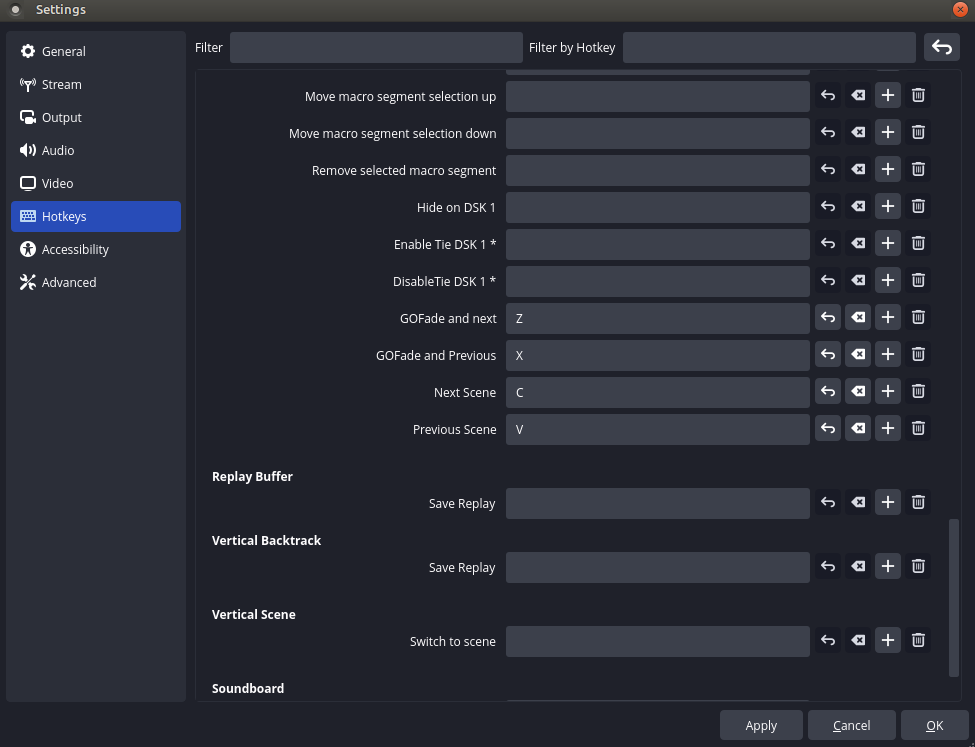 Settings
General
Stream
Output
Audio
Video
Hotkeys
Accessibility
Advanced
Filter Filter by Hotkey
Move macro segment selection up
Move macro segment selection down
Remove selected macro segment
Hide on DSK 1
Enable Tie DSK 1 *
DisableTie DSK 1 *
GOFade and next Z
GOFade and Previous X
Next Scene C
Previous Scene V
Replay Buffer
Save Replay
Vertical Backtrack
Save Replay
Vertical Scene
Switch to scene
Soundboard
Apply Cancel OK